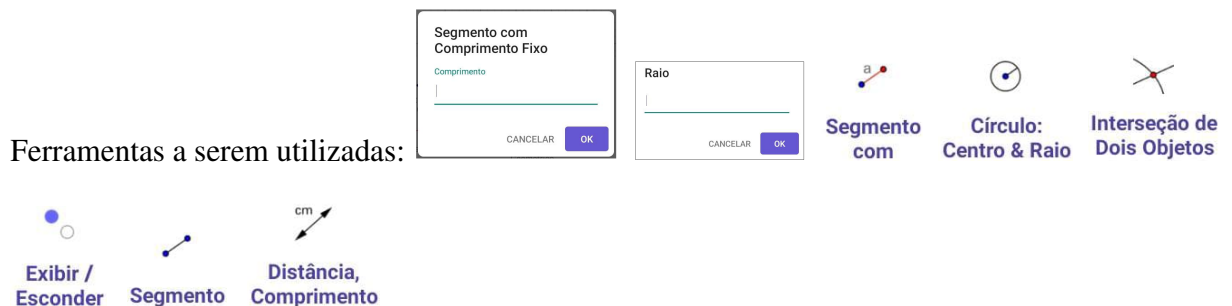 Segmento com
Comprimento Fixo
Comprimento
CANCELAR OK
Raio
CANCELAR OK
a
Segmento
com
Círculo:
Centro & Raio
Interseção de
Dois Objetos
Ferramentas a serem utilizadas:
cm
Exibir /
Esconder
Segmento
Distância,
Comprimento